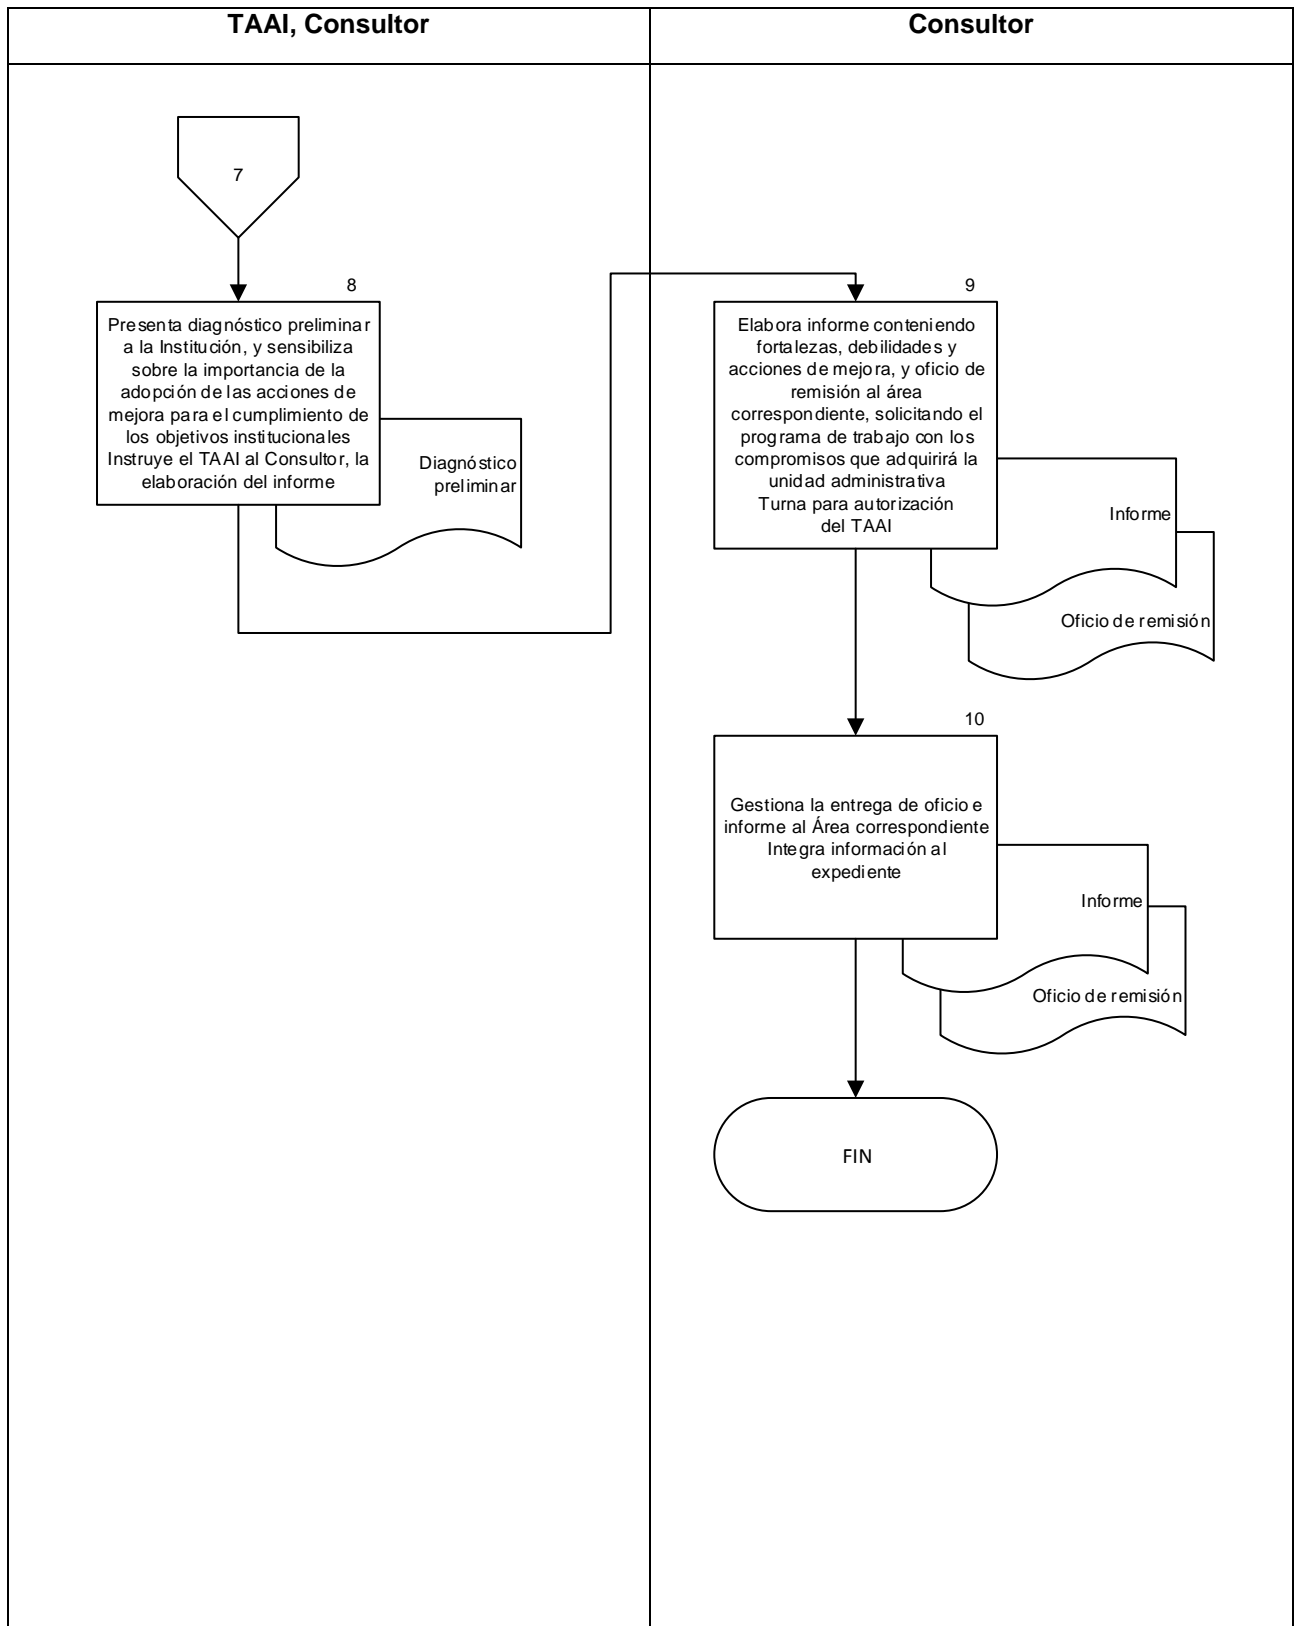 TAAI, Consultor
Consultor
7
8
Presenta diagnóstico preliminar
a la Institución, y sensibiliza
sobre la importancia de la
adopción de las acciones de
mejora para el cumplimiento de
los objetivos institucionales
Instruye el TAAI al Consultor, la
elaboración del informe
Diagnóstico
preliminar
9
Elabora informe conteniendo
fortalezas, debilidades y
acciones de mejora, y oficio de
remisión al área
correspondiente, solicitando el
programa de trabajo con los
compromisos que adquirirá la
unidad administrativa
Turna para autorización
del TAAI
Informe
Oficio de remisión
10
Gestiona la entrega de oficio e
informe al Área correspondiente
Integra información al
expediente
Informe
Oficio de remisión
FIN